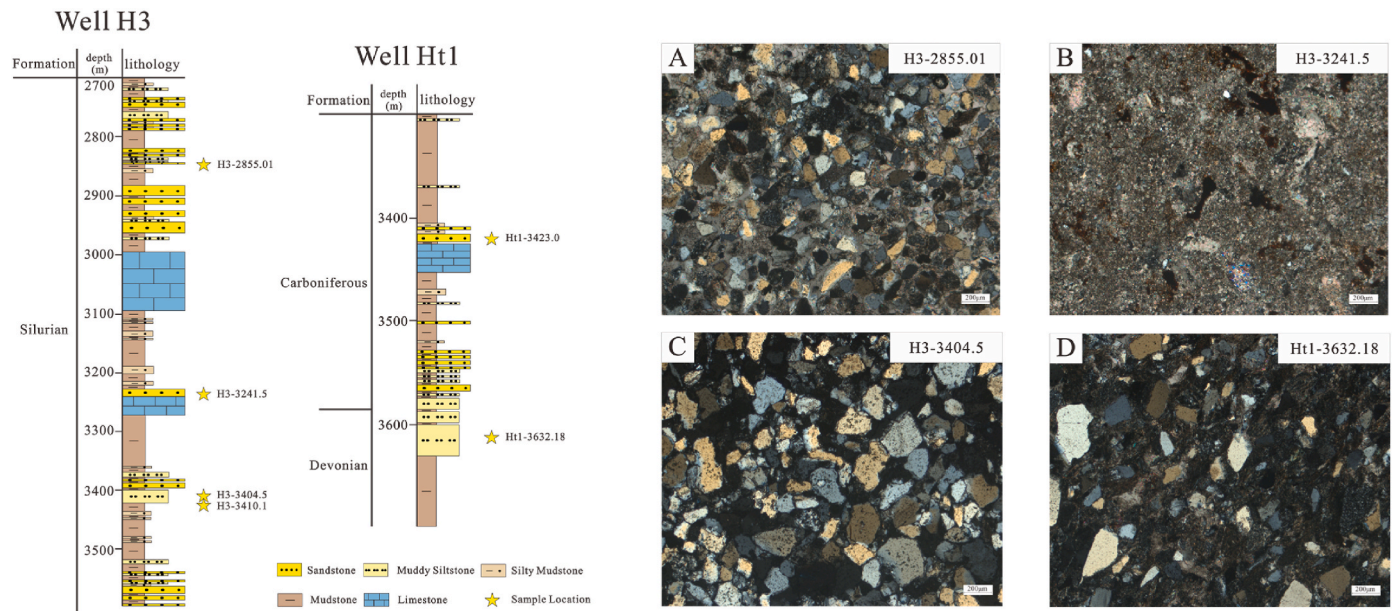 Well H3
Formation depth (m) lithology
2700
2800
2900
3000
3100
3200
3300
3400
3500
Silurian
H3-2855.01
H3-3241.5
H3-3404.5
H3-3410.1
Well Ht1
Formation depth (m) lithology
3400
3500
3600
Carboniferous
Devonian
Ht1-3423.0
Ht1-3632.18
Sandstone Muddy Siltstone Silty Mudstone
Mudstone Limestone Sample Location
A H3-2855.01
200μm
B H3-3241.5
200μm
C H3-3404.5
200μm
D Ht1-3632.18
200μm